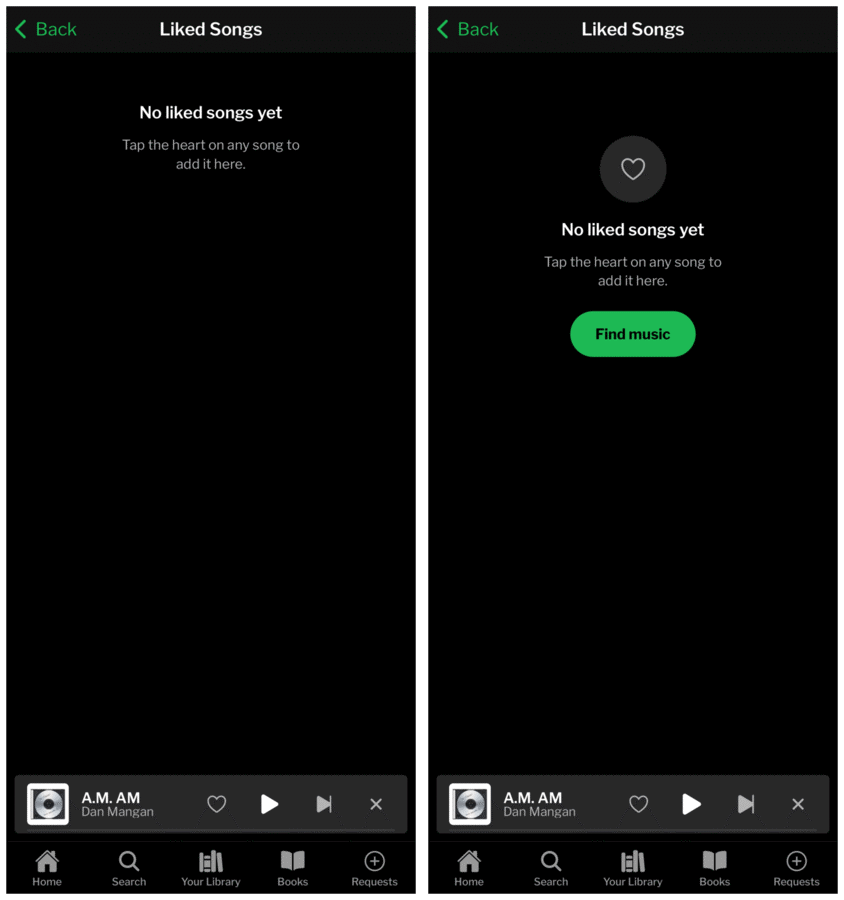 Back
Liked Songs
No liked songs yet
Tap the heart on any song to
add it here.
A.M. AM
Dan Mangan
Home
Search
Your Library
Books
Requests
Back
Liked Songs
No liked songs yet
Tap the heart on any song to
add it here.
Find music
A.M. AM
Dan Mangan
Home
Search
Your Library
Books
Requests